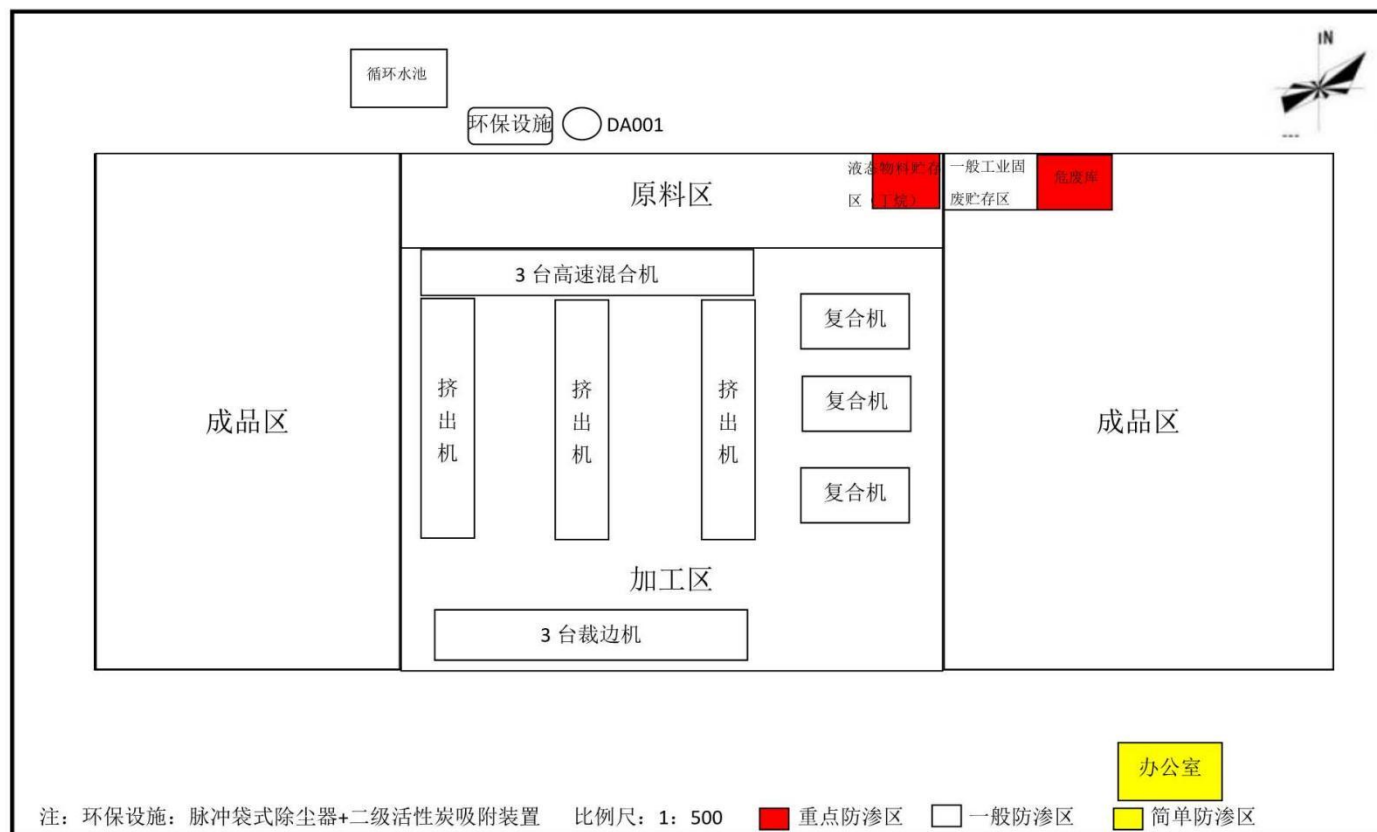 IN
循环水池
环保设施
DA001
原料区
液态物料贮存
区（丁烷）
一般工业固
废贮存区
危废库
3 台高速混合机
复合机
挤
出
机
挤
出
机
挤
出
机
复合机
成品区
成品区
复合机
加工区
3 台裁边机
办公室
注：环保设施：脉冲袋式除尘器+二级活性炭吸附装置
比例尺：1：500
重点防渗区
一般防渗区
简单防渗区